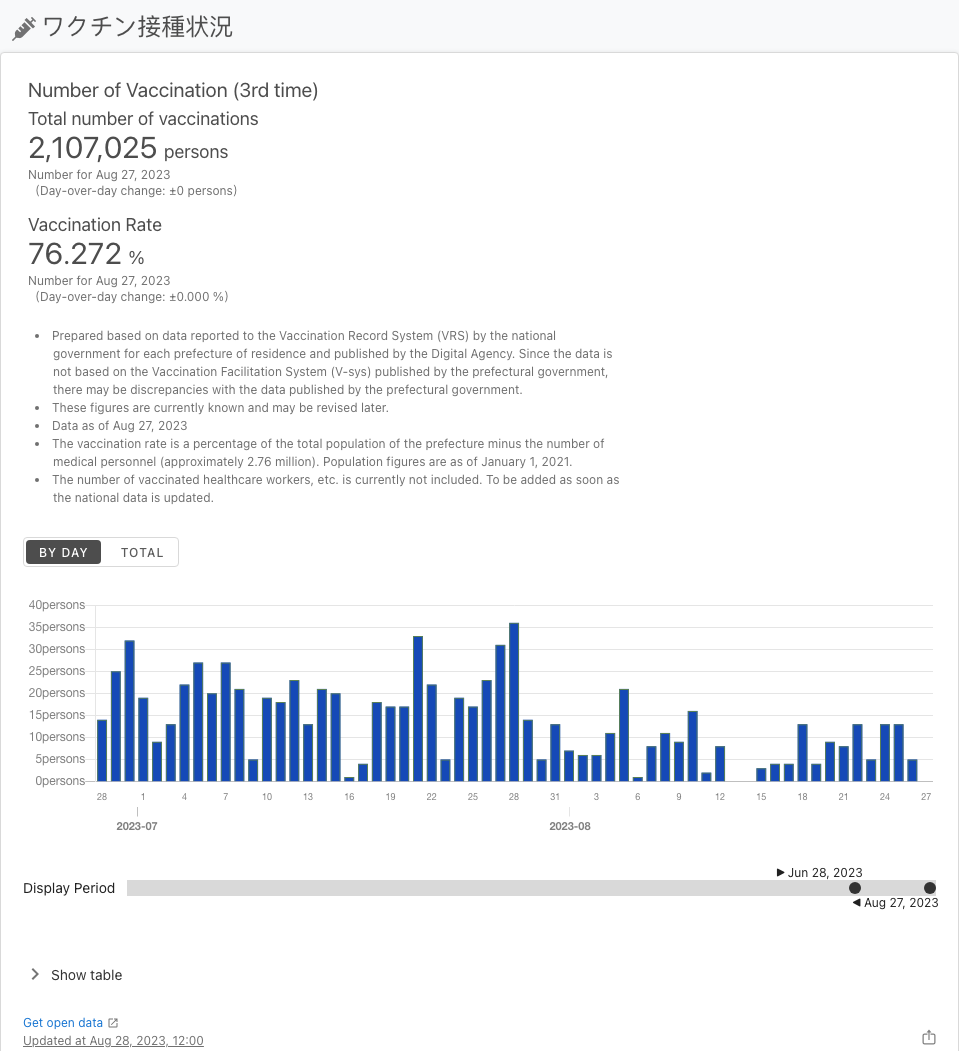 ワクチン接種状況
Number of Vaccination (3rd time)
Total number of vaccinations
2,107,025 persons
Number for Aug 27, 2023
(Day-over-day change: ±0 persons)
Vaccination Rate
76.272 %
Number for Aug 27, 2023
(Day-over-day change: ±0.000 %)
• Prepared based on data reported to the Vaccination Record System (VRS) by the national
government for each prefecture of residence and published by the Digital Agency. Since the data is
not based on the Vaccination Facilitation System (V-sys) published by the prefectural government,
there may be discrepancies with the data published by the prefectural government.
• These figures are currently known and may be revised later.
• Data as of Aug 27, 2023
• The vaccination rate is a percentage of the total population of the prefecture minus the number of
medical personnel (approximately 2.76 million). Population figures are as of January 1, 2021.
• The number of vaccinated healthcare workers, etc. is currently not included. To be added as soon as
the national data is updated.
BY DAY TOTAL
40persons
35persons
30persons
25persons
20persons
15persons
10persons
5persons
0persons
28 1 4 7 10 13 16 19 22 25 28 31 3 6 9 12 15 18 21 24 27
2023-07 2023-08
Jun 28, 2023
Display Period
Aug 27, 2023
Show table
Get open data
Updated at Aug 28, 2023, 12:00